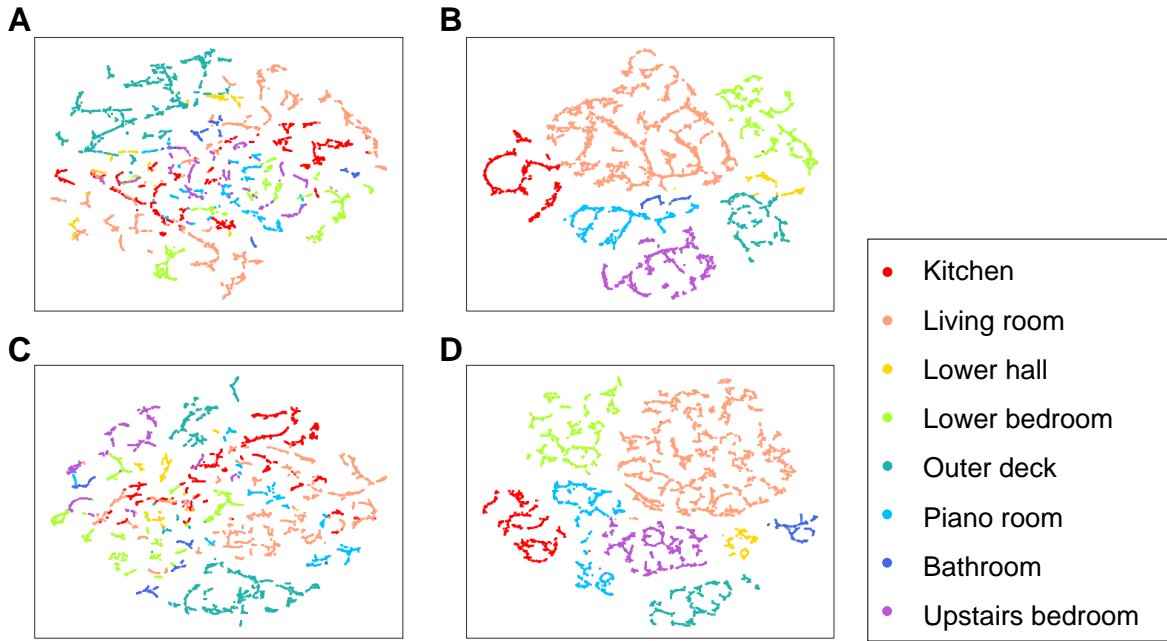 A
B
C
D
Kitchen
Living room
Lower hall
Lower bedroom
Outer deck
Piano room
Bathroom
Upstairs bedroom